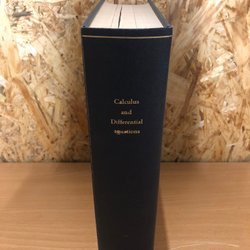 Calculus
and
Differential
Equations